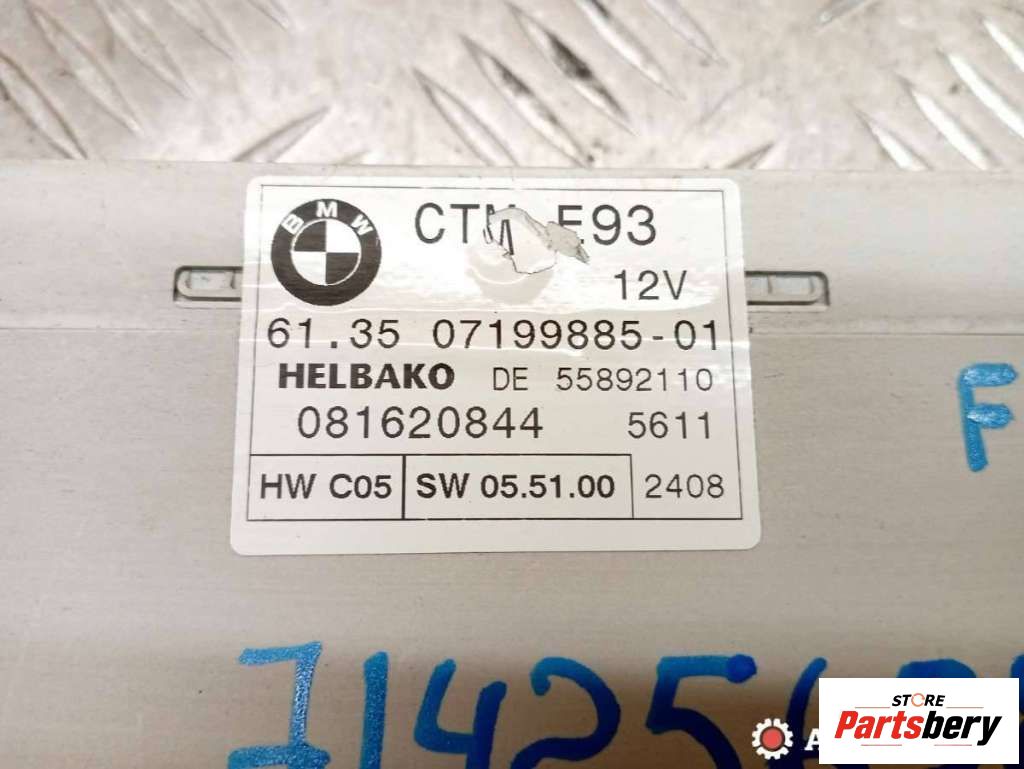 BMW CTM E93
12V
61.35 07199885-01
HELBAKO DE 55892110
081620844 5611
HW C05 SW 05.51.00 2408
F
STORE
Partsbery